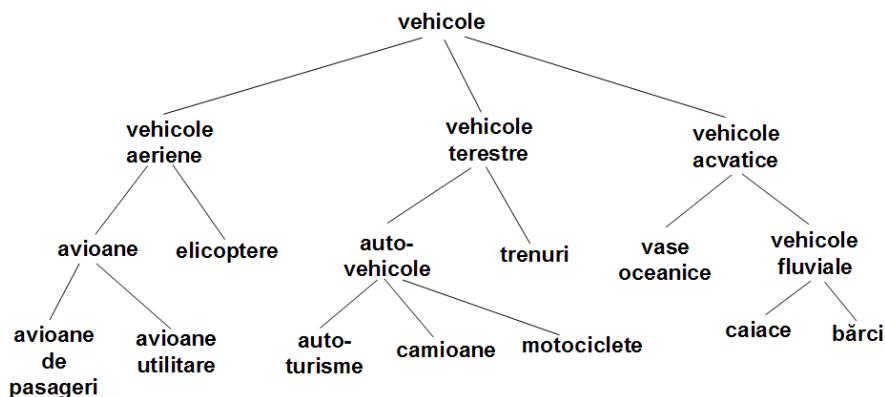 vehicole
vehicole
aeriene
vehicole
terestre
vehicole
acvatice
avioane
elicoptere
auto-
vehicole
trenuri
vase
oceanice
vehicole
fluviale
avioane
de
pasageri
avioane
utilitare
auto-
turisme
camioane
motociclete
caiace
bărci